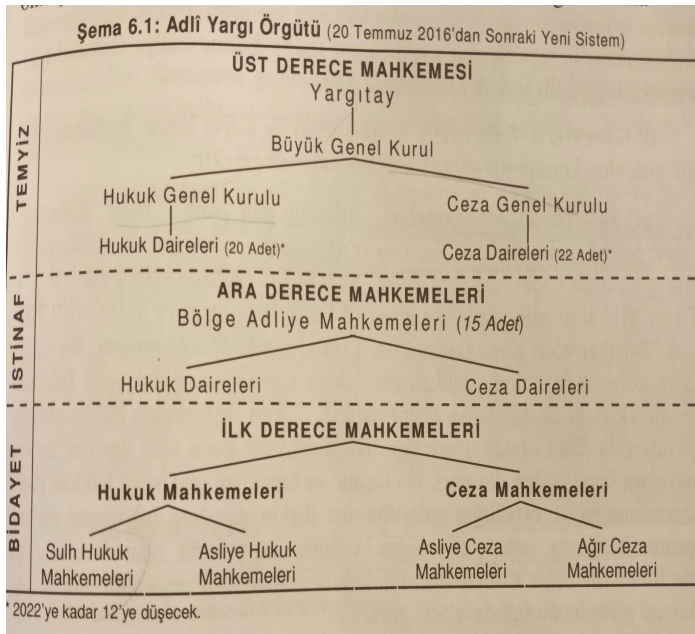 Şema 6.1: Adlî Yargı Örgütü (20 Temmuz 2016'dan Sonraki Yeni Sistem)
TEMYİZ
ÜST DERECE MAHKEMESİ
Yargıtay
Büyük Genel Kurul
Hukuk Genel Kurulu
Ceza Genel Kurulu
Hukuk Daireleri (20 Adet)*
Ceza Daireleri (22 Adet)*
İSTİNAF
ARA DERECE MAHKEMELERİ
Bölge Adliye Mahkemeleri (15 Adet)
Hukuk Daireleri
Ceza Daireleri
BİDAYET
İLK DERECE MAHKEMELERİ
Hukuk Mahkemeleri
Ceza Mahkemeleri
Sulh Hukuk
Mahkemeleri
Asliye Hukuk
Mahkemeleri
Asliye Ceza
Mahkemeleri
Ağır Ceza
Mahkemeleri
* 2022'ye kadar 12'ye düşecek.